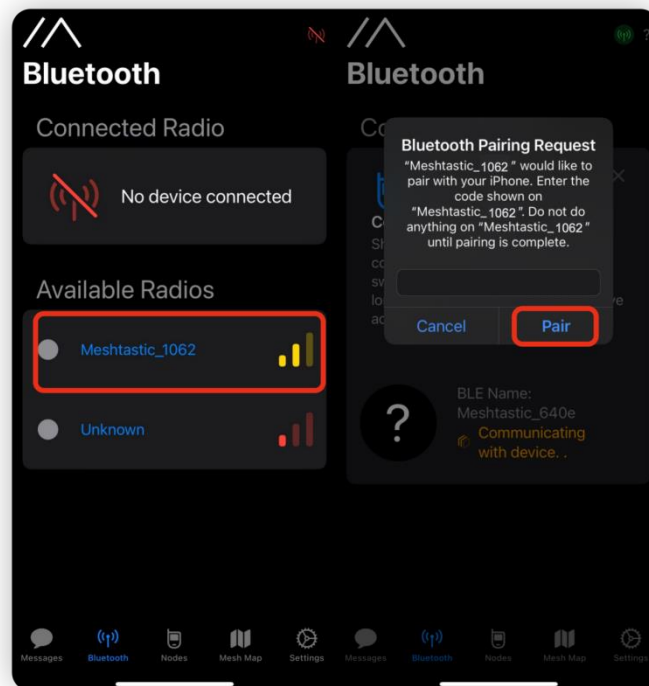 Bluetooth
Connected Radio
No device connected
Available Radios
Meshtastic_1062
Unknown
Messages
Bluetooth
Nodes
Mesh Map
Settings
?
Bluetooth
Bluetooth Pairing Request
"Meshtastic_1062" would like to
pair with your iPhone. Enter the
code shown on
"Meshtastic_1062". Do not do
anything on "Meshtastic_1062"
until pairing is complete.
Cancel
Pair
?
BLE Name:
Meshtastic_640e
Communicating
with device. .
Messages
Bluetooth
Nodes
Mesh Map
Settings